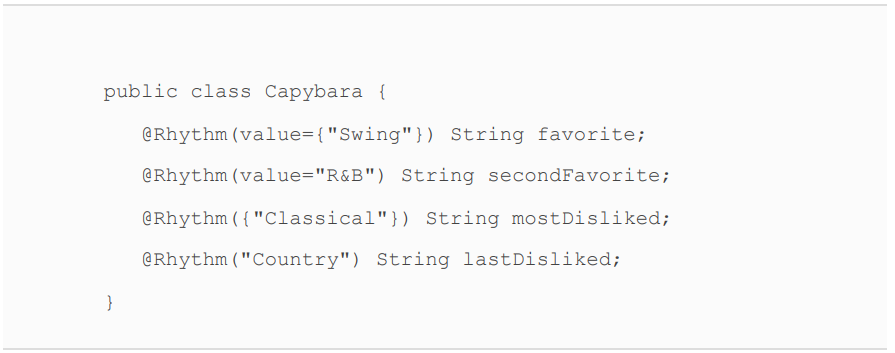 public class Capybara {
@Rhythm(value={"Swing"}) String favorite;
@Rhythm(value="R&B") String secondFavorite;
@Rhythm({"Classical"}) String mostDisliked;
@Rhythm("Country") String lastDisliked;
}